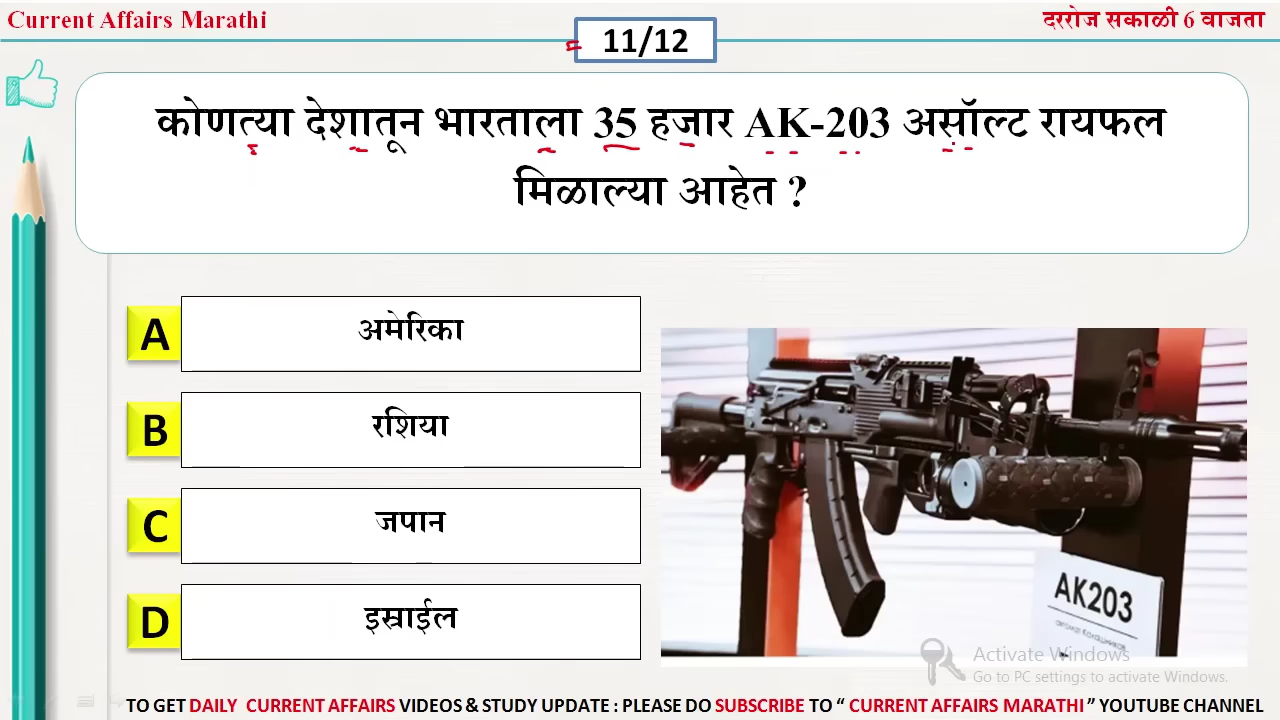 Current Affairs Marathi
दररोज सकाळी 6 वाजता
11/12
कोणत्या देशातून भारताला 35 हजार AK-203 असॉल्ट रायफल
मिळाल्या आहेत ?
A अमेरिका
B रशिया
C जपान
D इस्राईल
AK203
Activate Windows
Go to PC settings to activate Windows.
TO GET DAILY CURRENT AFFAIRS VIDEOS & STUDY UPDATE : PLEASE DO SUBSCRIBE TO “ CURRENT AFFAIRS MARATHI ” YOUTUBE CHANNEL